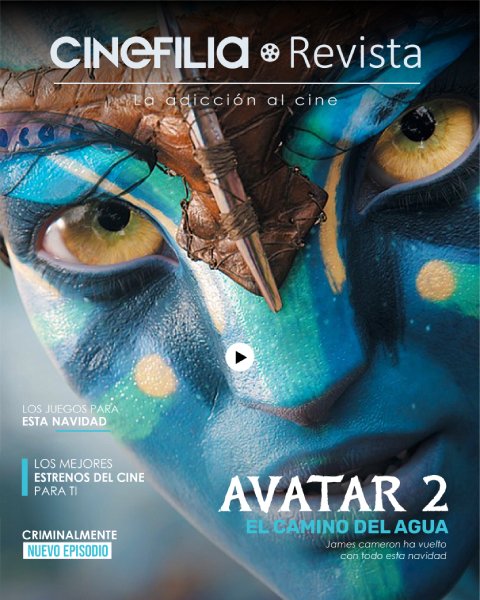 CINEFILIA Revista
La adicción al cine
LOS JUEGOS PARA
ESTA NAVIDAD
LOS MEJORES
ESTRENOS DEL CINE
PARA TI
CRIMINALMENTE
NUEVO EPISODIO
AVATAR 2
EL CAMINO DEL AGUA
James cameron ha vuelto
con todo esta navidad